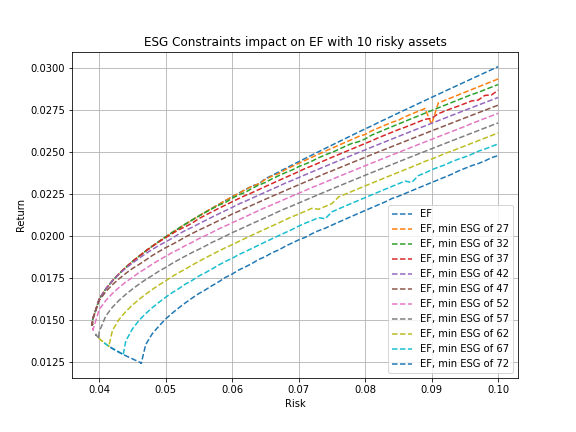 ESG Constraints impact on EF with 10 risky assets
0.0300
0.0275
0.0250
0.0225
0.0200
0.0175
0.0150
0.0125
Return
EF
EF, min ESG of 27
EF, min ESG of 32
EF, min ESG of 37
EF, min ESG of 42
EF, min ESG of 47
EF, min ESG of 52
EF, min ESG of 57
EF, min ESG of 62
EF, min ESG of 67
EF, min ESG of 72
0.04 0.05 0.06 0.07 0.08 0.09 0.10
Risk